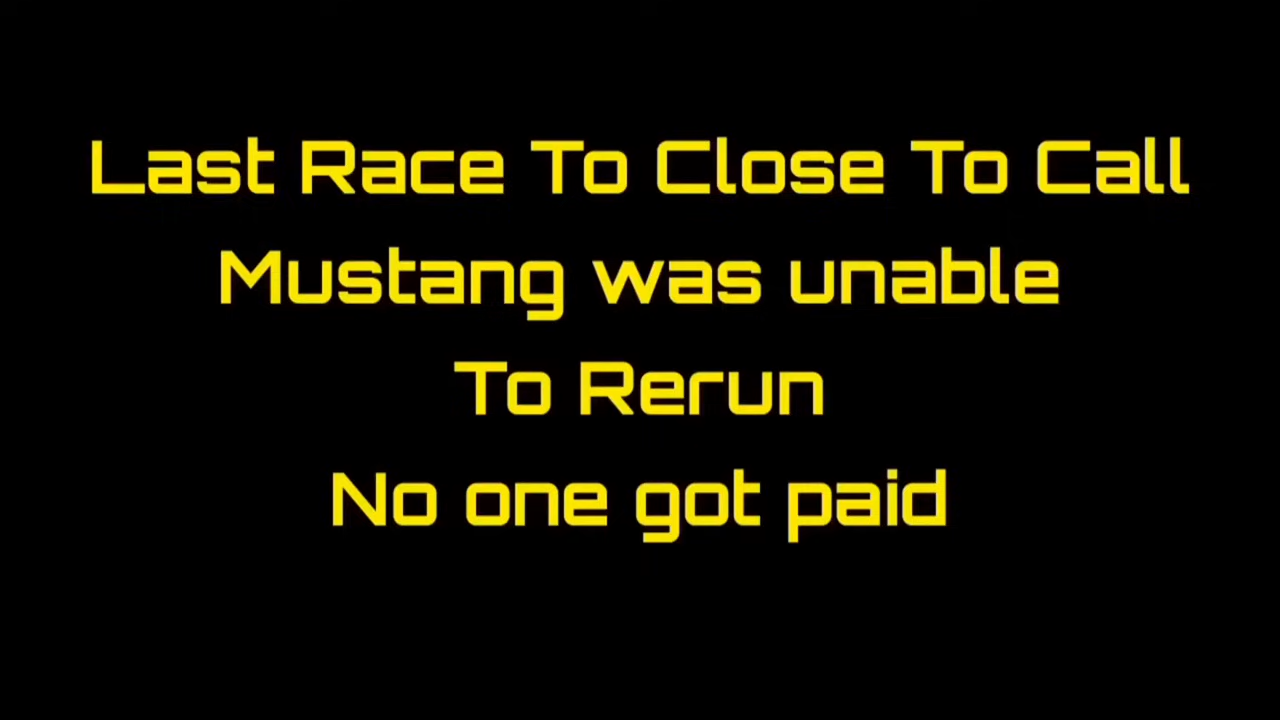 Last Race To Close To Call
Mustang was unable
To Rerun
No one got paid